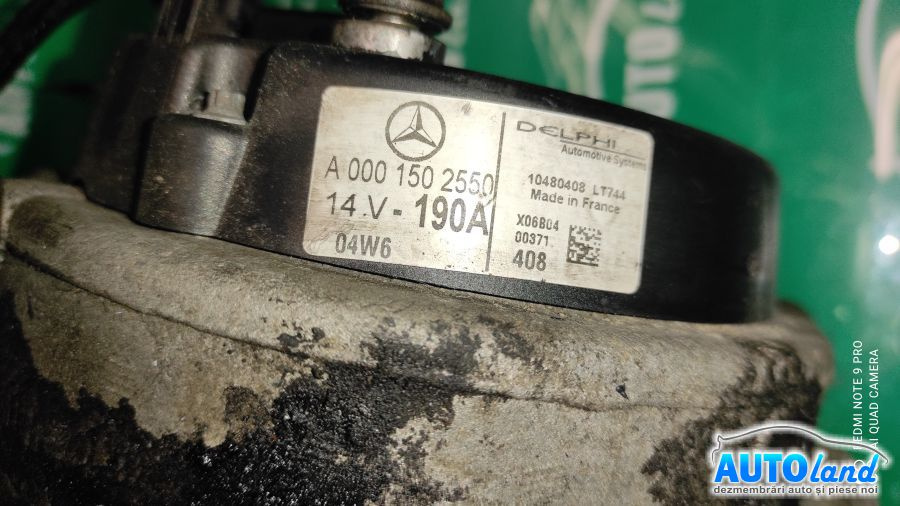 A 000 150 2550
14.V - 190A
04W6
DELPHI
Automotive Systems
10480408 LT744
Made in France
X06B04
00371
408
AUTOland
dezmembrări auto și piese noi
REDMI NOTE 9 PRO
AI QUAD CAMERA